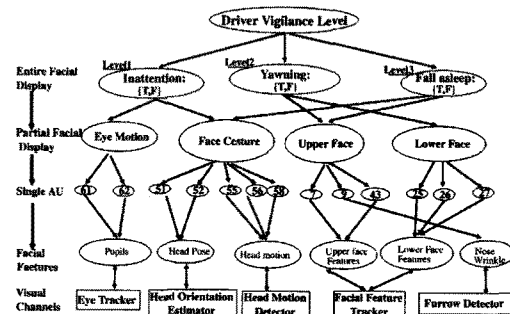 Driver Vigilance Level
Level1
Level2
Level3
Entire Facial
Display
Inattention:
{T,F}
Yawning:
{T,F}
Fall asleep:
{T,F}
Partial Facial
Display
Eye Motion
Face Gesture
Upper Face
Lower Face
Single AU
61
62
51
52
55
56
58
7
9
43
25
26
27
Facial
Factures
Pupils
Head Pose
Head motion
Upper face
Features
Lower Face
Features
Nose
Wrinkle
Visual
Channels
Eye Tracker
Head Orientation
Estimator
Head Motion
Detector
Facial Feature
Tracker
Furrow Detector